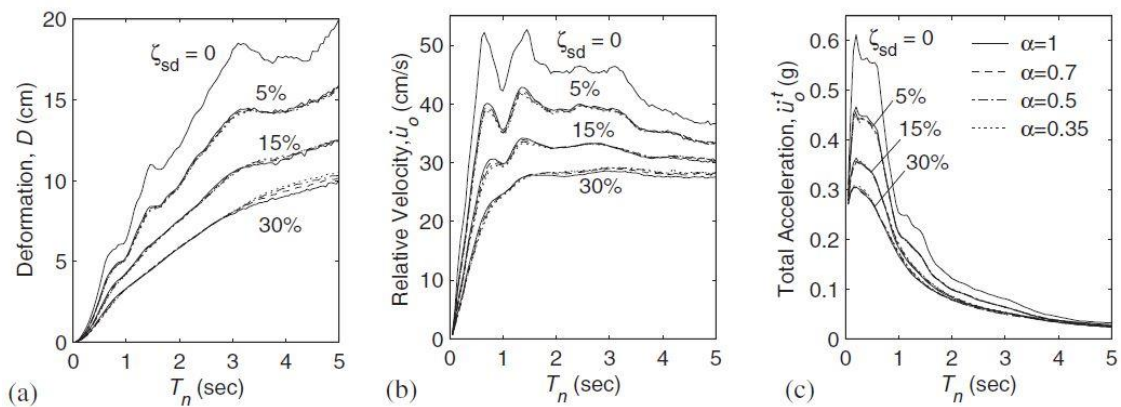 20
15
10
5
0
Deformation, D (cm)
ζsd = 0
5%
15%
30%
0 1 2 3 4 5
Tn (sec)
(a)
50
40
30
20
10
0
Relative Velocity, u̇o (cm/s)
ζsd = 0
5%
15%
30%
0 1 2 3 4 5
Tn (sec)
(b)
0.6
0.5
0.4
0.3
0.2
0.1
0
Total Acceleration, üᵗo (g)
ζsd = 0
5%
15%
30%
α=1
α=0.7
α=0.5
α=0.35
0 1 2 3 4 5
Tn (sec)
(c)